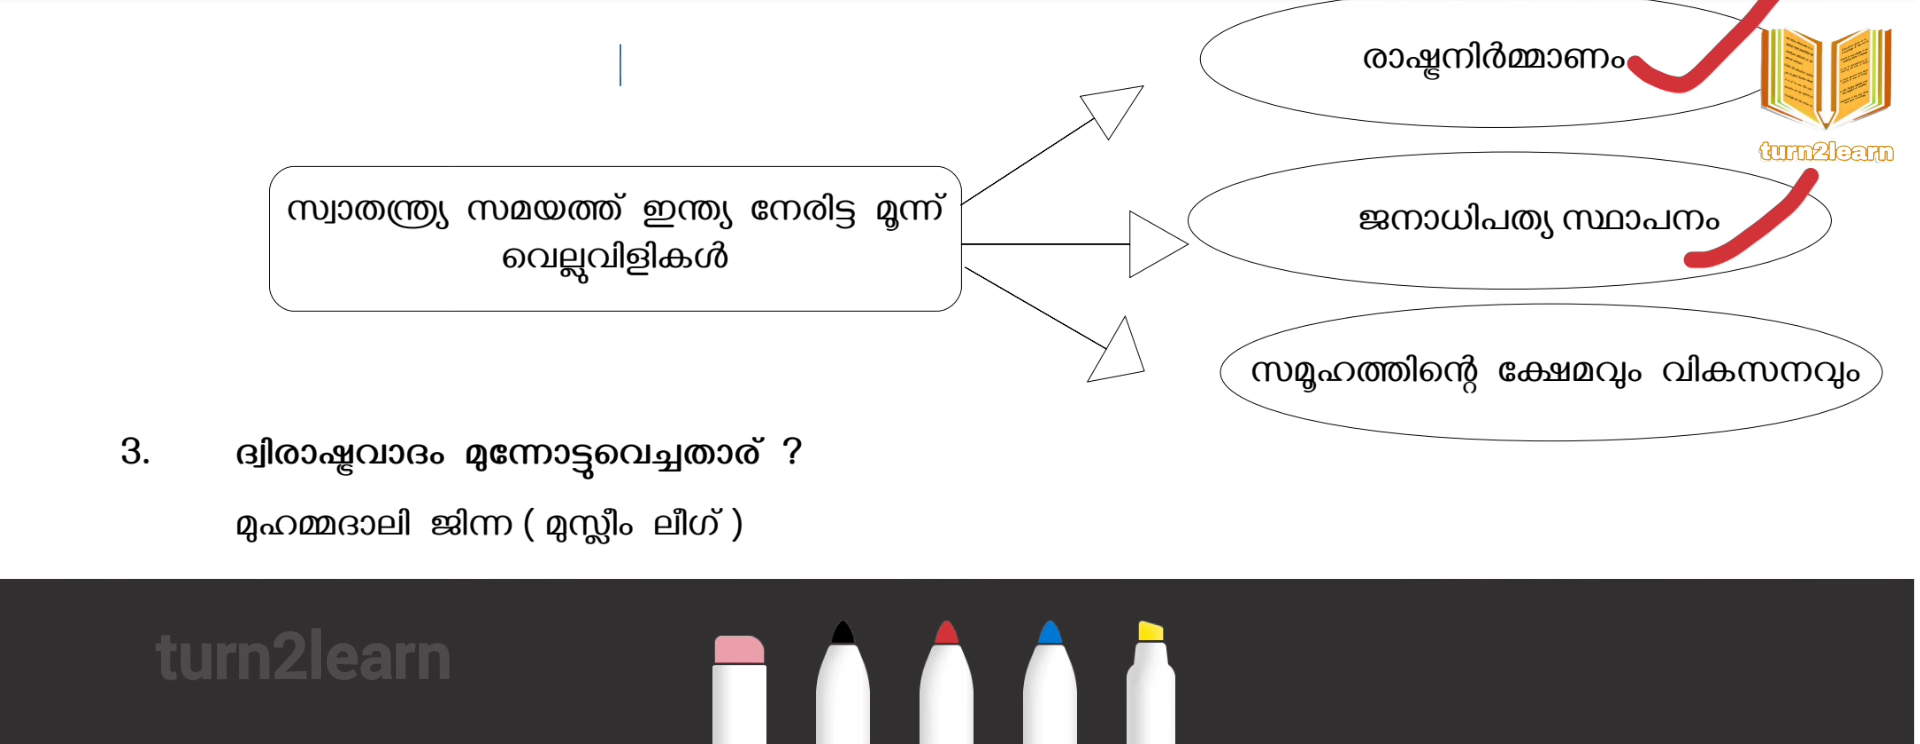 രാഷ്ട്രനിർമ്മാണം
turn2learn
സ്വാതന്ത്ര്യ സമയത്ത് ഇന്ത്യ നേരിട്ട മൂന്ന്
വെല്ലുവിളികൾ
ജനാധിപത്യ സ്ഥാപനം
സമൂഹത്തിന്റെ ക്ഷേമവും വികസനവും
3. ദ്വിരാഷ്ട്രവാദം മുന്നോട്ടുവെച്ചതാര് ?
മുഹമ്മദാലി ജിന്ന ( മുസ്ലീം ലീഗ് )
turn2learn